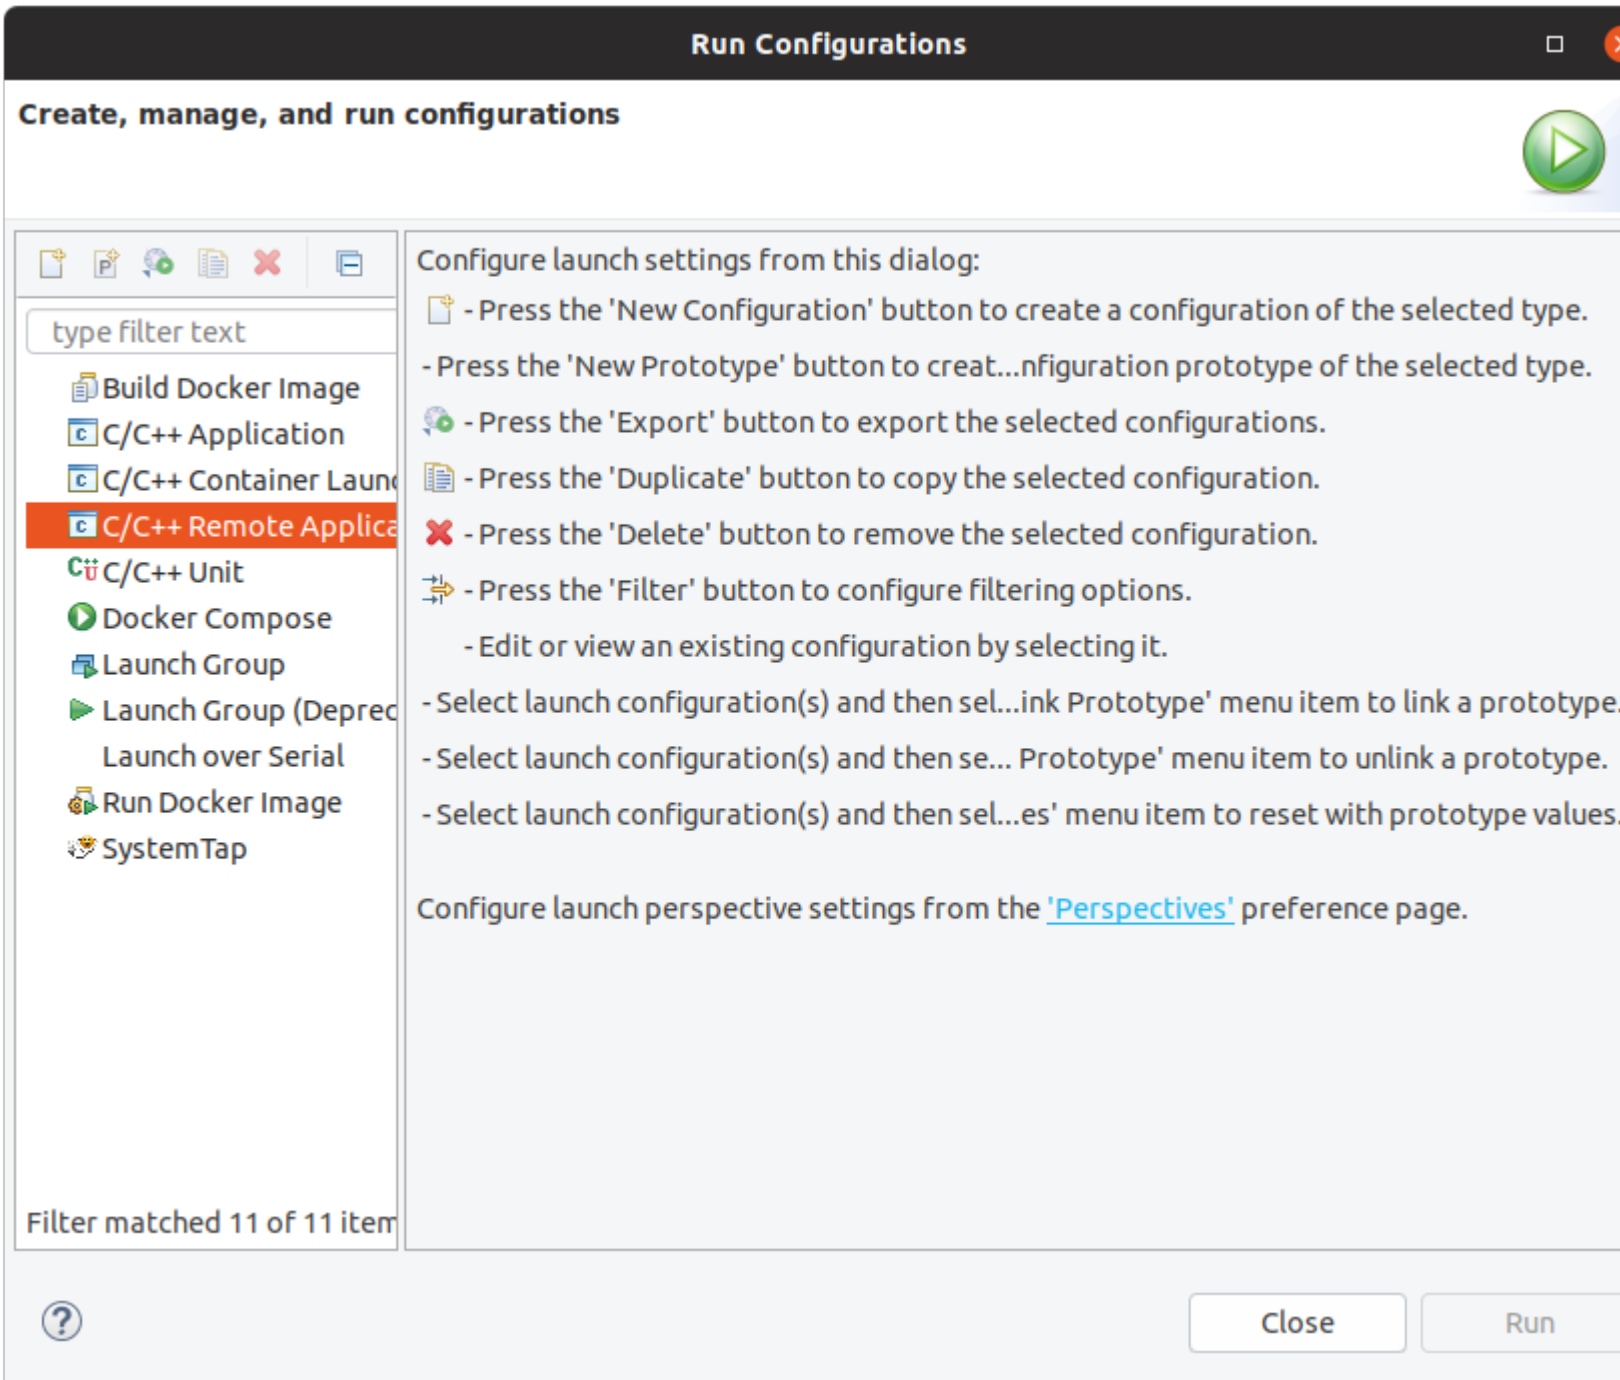 Run Configurations
Create, manage, and run configurations
type filter text
Build Docker Image
C/C++ Application
C/C++ Container Launc
C/C++ Remote Applica
C/C++ Unit
Docker Compose
Launch Group
Launch Group (Deprec
Launch over Serial
Run Docker Image
SystemTap
Filter matched 11 of 11 item
Configure launch settings from this dialog:
- Press the 'New Configuration' button to create a configuration of the selected type.
- Press the 'New Prototype' button to creat...nfiguration prototype of the selected type.
- Press the 'Export' button to export the selected configurations.
- Press the 'Duplicate' button to copy the selected configuration.
- Press the 'Delete' button to remove the selected configuration.
- Press the 'Filter' button to configure filtering options.
- Edit or view an existing configuration by selecting it.
- Select launch configuration(s) and then sel...ink Prototype' menu item to link a prototype.
- Select launch configuration(s) and then se... Prototype' menu item to unlink a prototype.
- Select launch configuration(s) and then sel...es' menu item to reset with prototype values.
Configure launch perspective settings from the 'Perspectives' preference page.
Close
Run